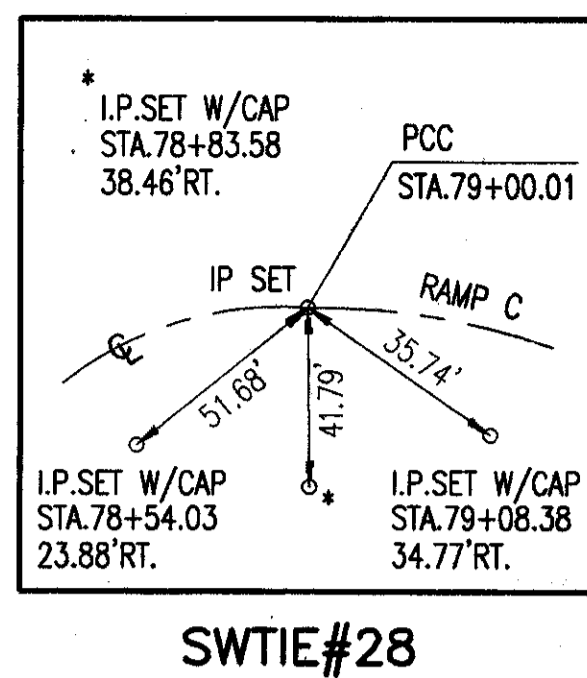 *
I.P.SET W/CAP
STA.78+83.58
38.46'RT.
PCC
STA.79+00.01
IP SET
RAMP C
℄
51.68'
41.79'
35.74'
I.P.SET W/CAP
STA.78+54.03
23.88'RT.
*
I.P.SET W/CAP
STA.79+08.38
34.77'RT.
SWTIE#28